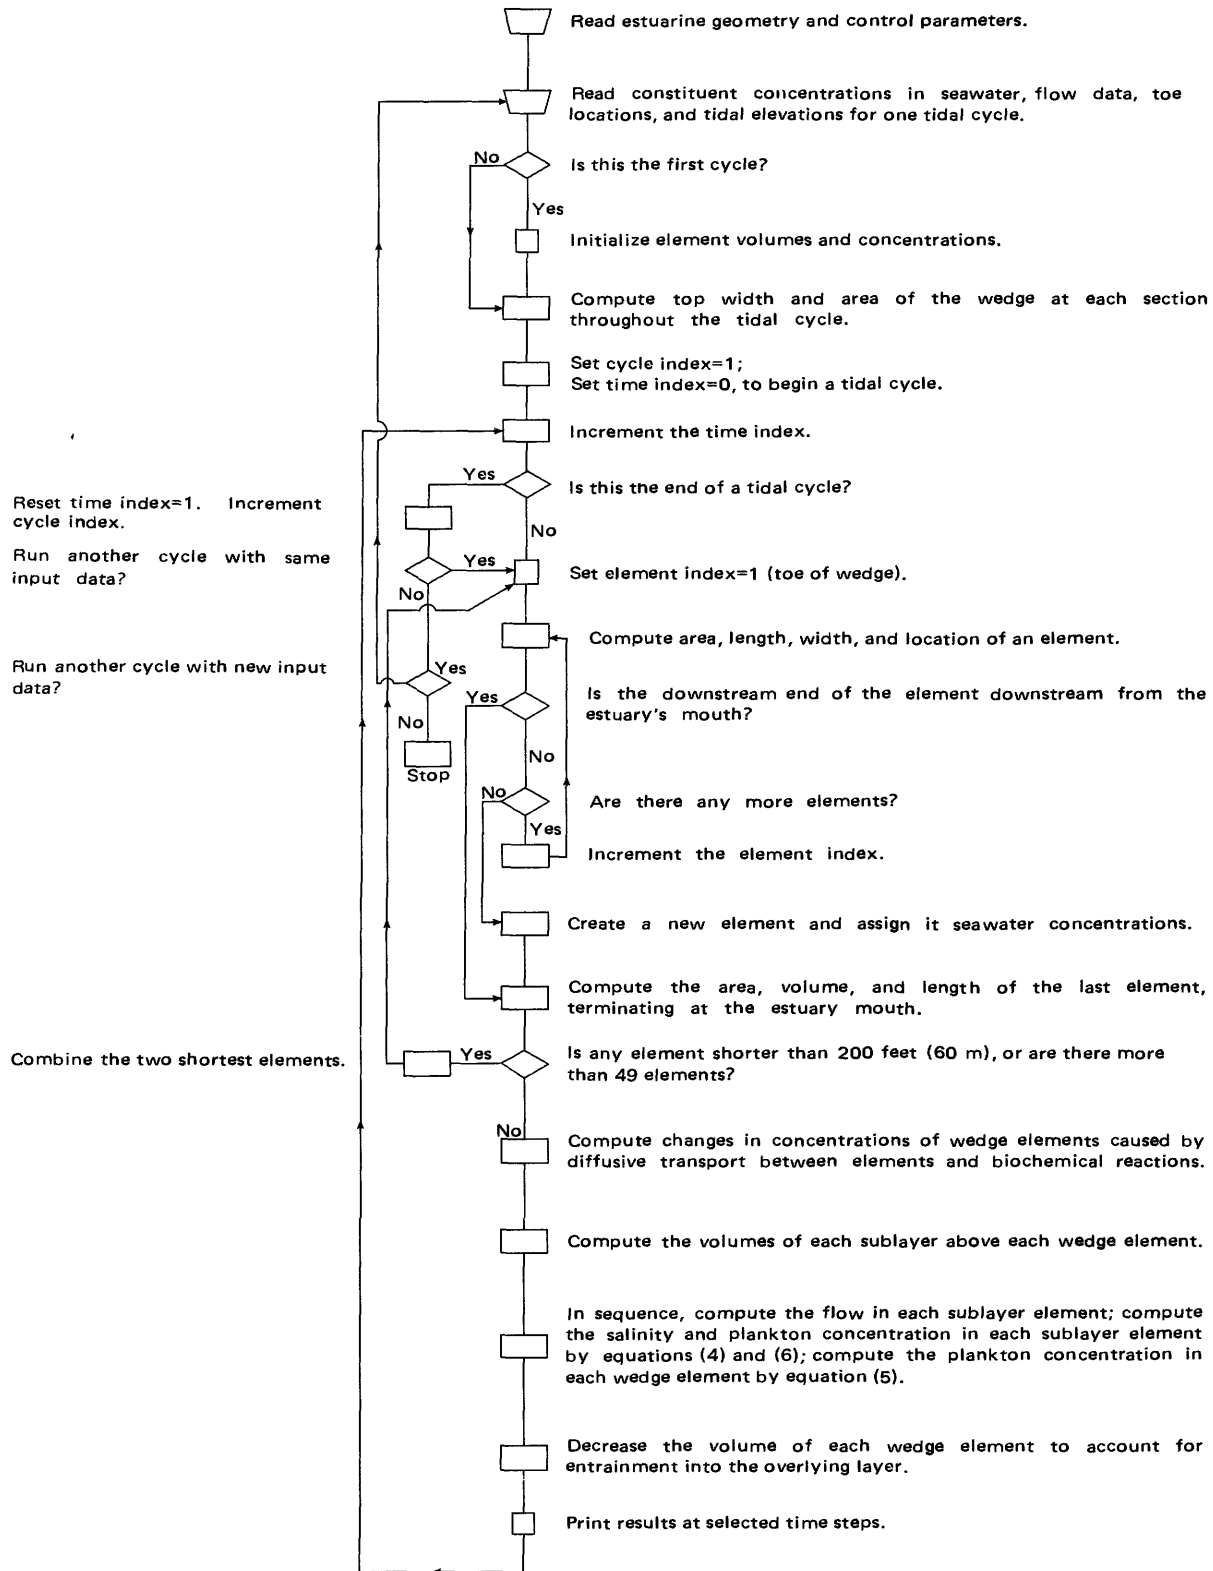 Read estuarine geometry and control parameters.
Read constituent concentrations in seawater, flow data, toe
locations, and tidal elevations for one tidal cycle.
No
Is this the first cycle?
Yes
Initialize element volumes and concentrations.
Compute top width and area of the wedge at each section
throughout the tidal cycle.
Set cycle index=1;
Set time index=0, to begin a tidal cycle.
Increment the time index.
Yes
Is this the end of a tidal cycle?
Reset time index=1. Increment
cycle index.
No
Run another cycle with same
input data?
Yes
Set element index=1 (toe of wedge).
No
Compute area, length, width, and location of an element.
Run another cycle with new input
data?
Yes
Yes
Is the downstream end of the element downstream from the
estuary's mouth?
No
Stop
No
No
Are there any more elements?
Yes
Increment the element index.
Create a new element and assign it seawater concentrations.
Compute the area, volume, and length of the last element,
terminating at the estuary mouth.
Combine the two shortest elements.
Yes
Is any element shorter than 200 feet (60 m), or are there more
than 49 elements?
No
Compute changes in concentrations of wedge elements caused by
diffusive transport between elements and biochemical reactions.
Compute the volumes of each sublayer above each wedge element.
In sequence, compute the flow in each sublayer element; compute
the salinity and plankton concentration in each sublayer element
by equations (4) and (6); compute the plankton concentration in
each wedge element by equation (5).
Decrease the volume of each wedge element to account for
entrainment into the overlying layer.
Print results at selected time steps.